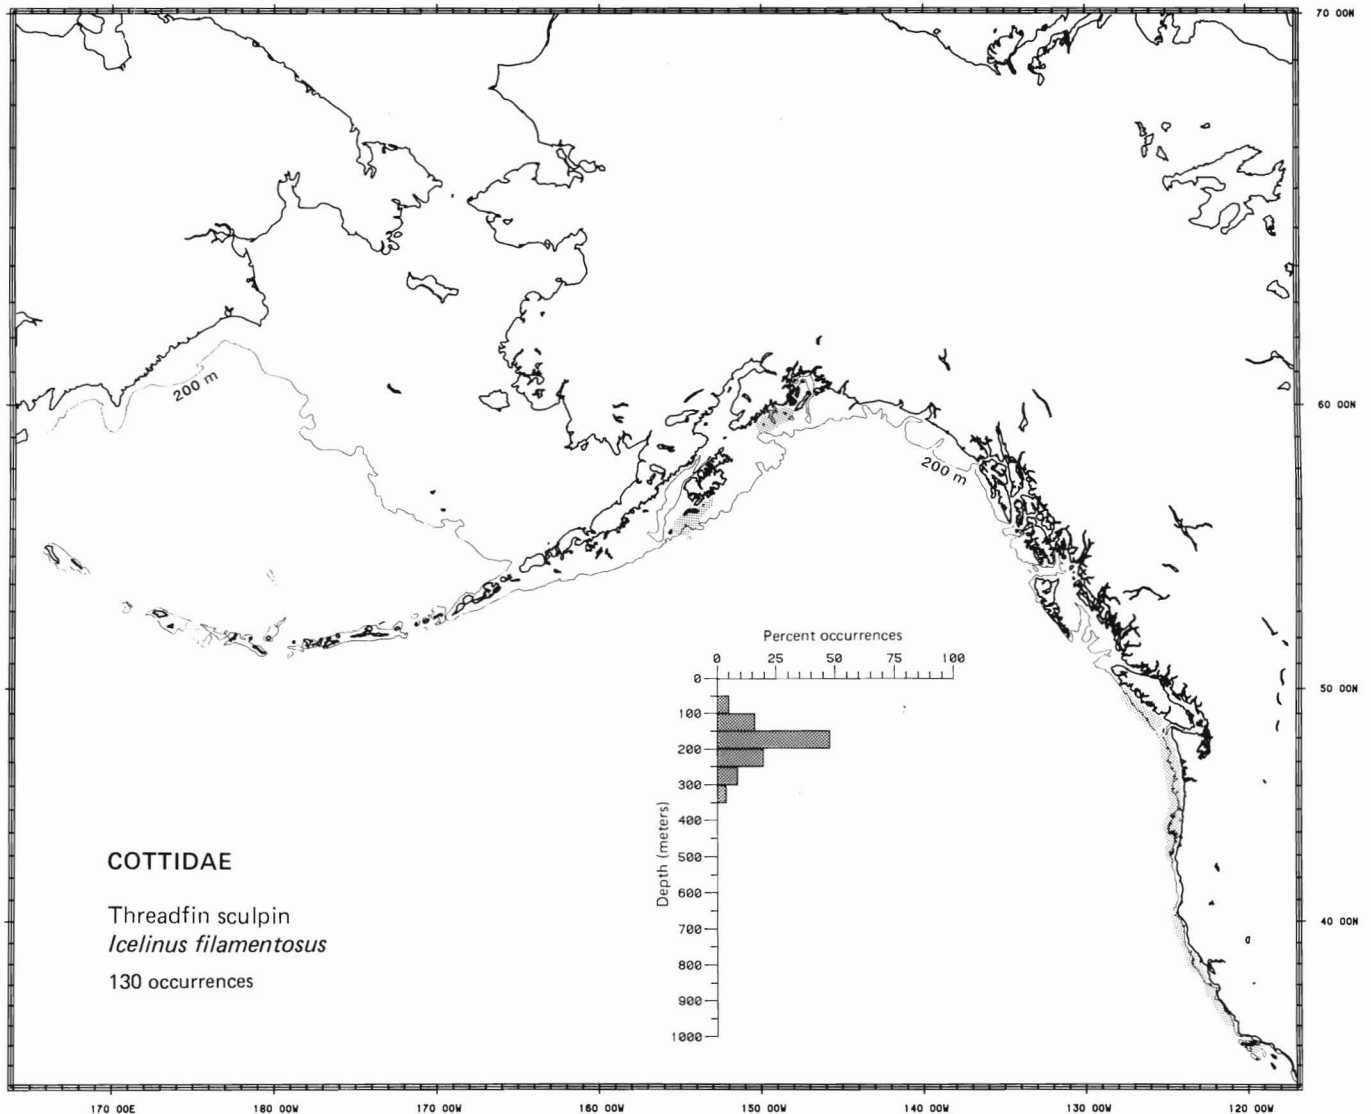 70 00N
200 m
60 00N
200 m
Percent occurrences
0 25 50 75 100
0
50 00N
100
200
300
Depth (meters)
400
COTTIDAE
500
600
Threadfin sculpin
40 00N
Icelinus filamentosus
700
800
130 occurrences
900
1000
170 00E 180 00W 170 00W 160 00W 150 00W 140 00W 130 00W 120 00W